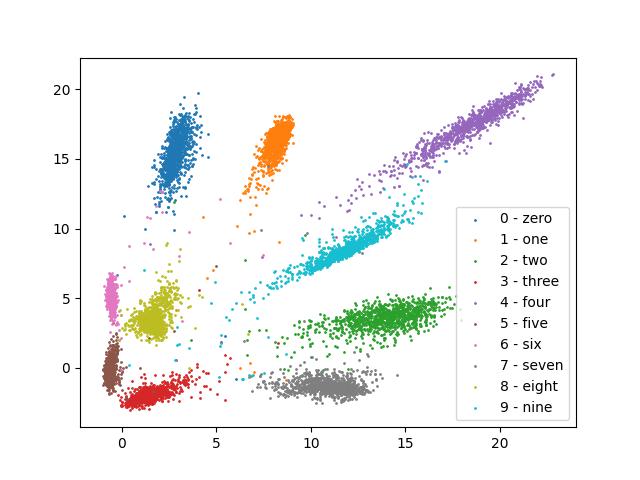 20
15
10
5
0
0 5 10 15 20
0 - zero
1 - one
2 - two
3 - three
4 - four
5 - five
6 - six
7 - seven
8 - eight
9 - nine